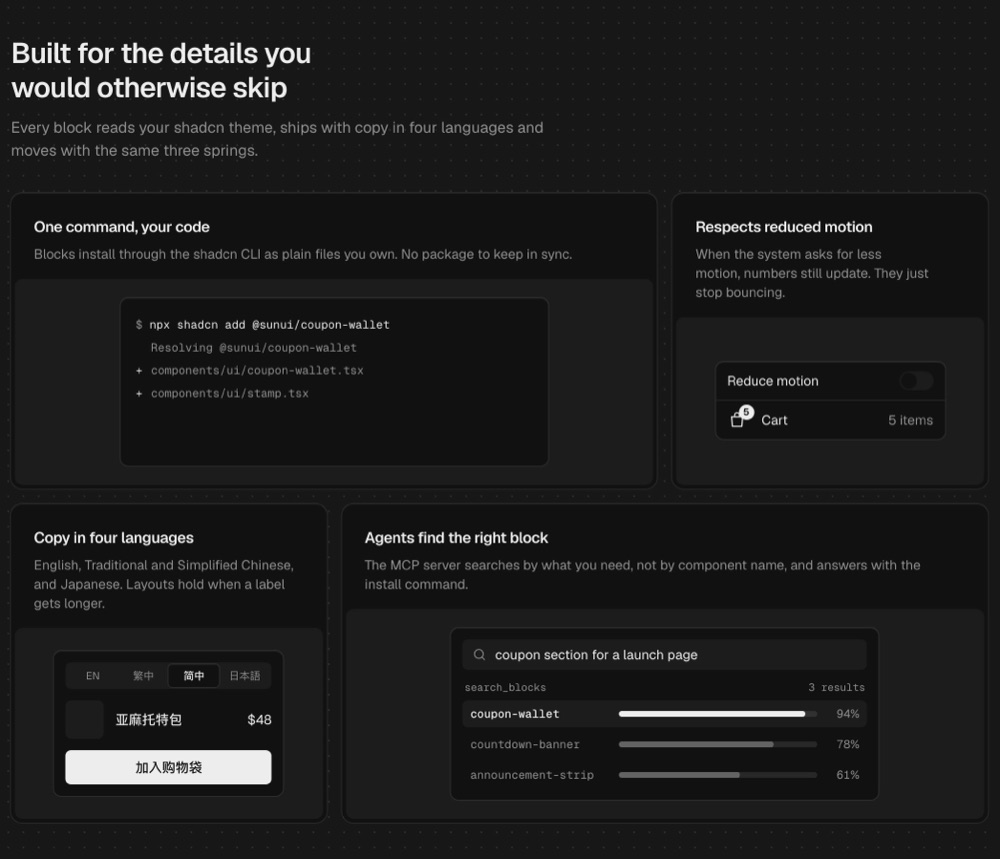 Built for the details you
would otherwise skip
Every block reads your shadcn theme, ships with copy in four languages and
moves with the same three springs.
One command, your code
Blocks install through the shadcn CLI as plain files you own. No package to keep in sync.
$ npx shadcn add @sunui/coupon-wallet
Resolving @sunui/coupon-wallet
+ components/ui/coupon-wallet.tsx
+ components/ui/stamp.tsx
Respects reduced motion
When the system asks for less
motion, numbers still update. They just
stop bouncing.
Reduce motion
5 Cart 5 items
Copy in four languages
English, Traditional and Simplified Chinese,
and Japanese. Layouts hold when a label
gets longer.
EN 繁中 简中 日本語
亚麻托特包 $48
加入购物袋
Agents find the right block
The MCP server searches by what you need, not by component name, and answers with the
install command.
coupon section for a launch page
search_blocks 3 results
coupon-wallet 94%
countdown-banner 78%
announcement-strip 61%